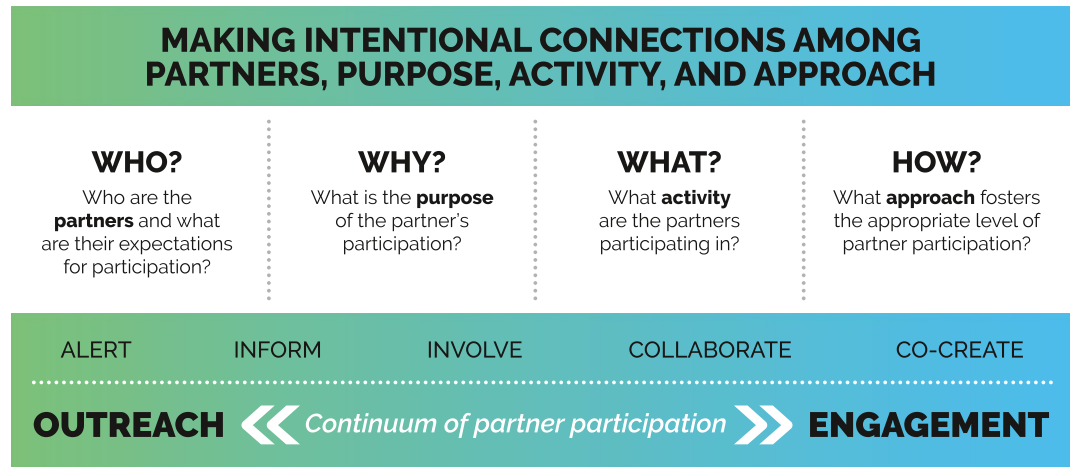 MAKING INTENTIONAL CONNECTIONS AMONG
PARTNERS, PURPOSE, ACTIVITY, AND APPROACH
WHO?
Who are the
partners and what
are their expectations
for participation?
WHY?
What is the purpose
of the partner’s
participation?
WHAT?
What activity
are the partners
participating in?
HOW?
What approach fosters
the appropriate level of
partner participation?
ALERT INFORM INVOLVE COLLABORATE CO-CREATE
OUTREACH Continuum of partner participation ENGAGEMENT